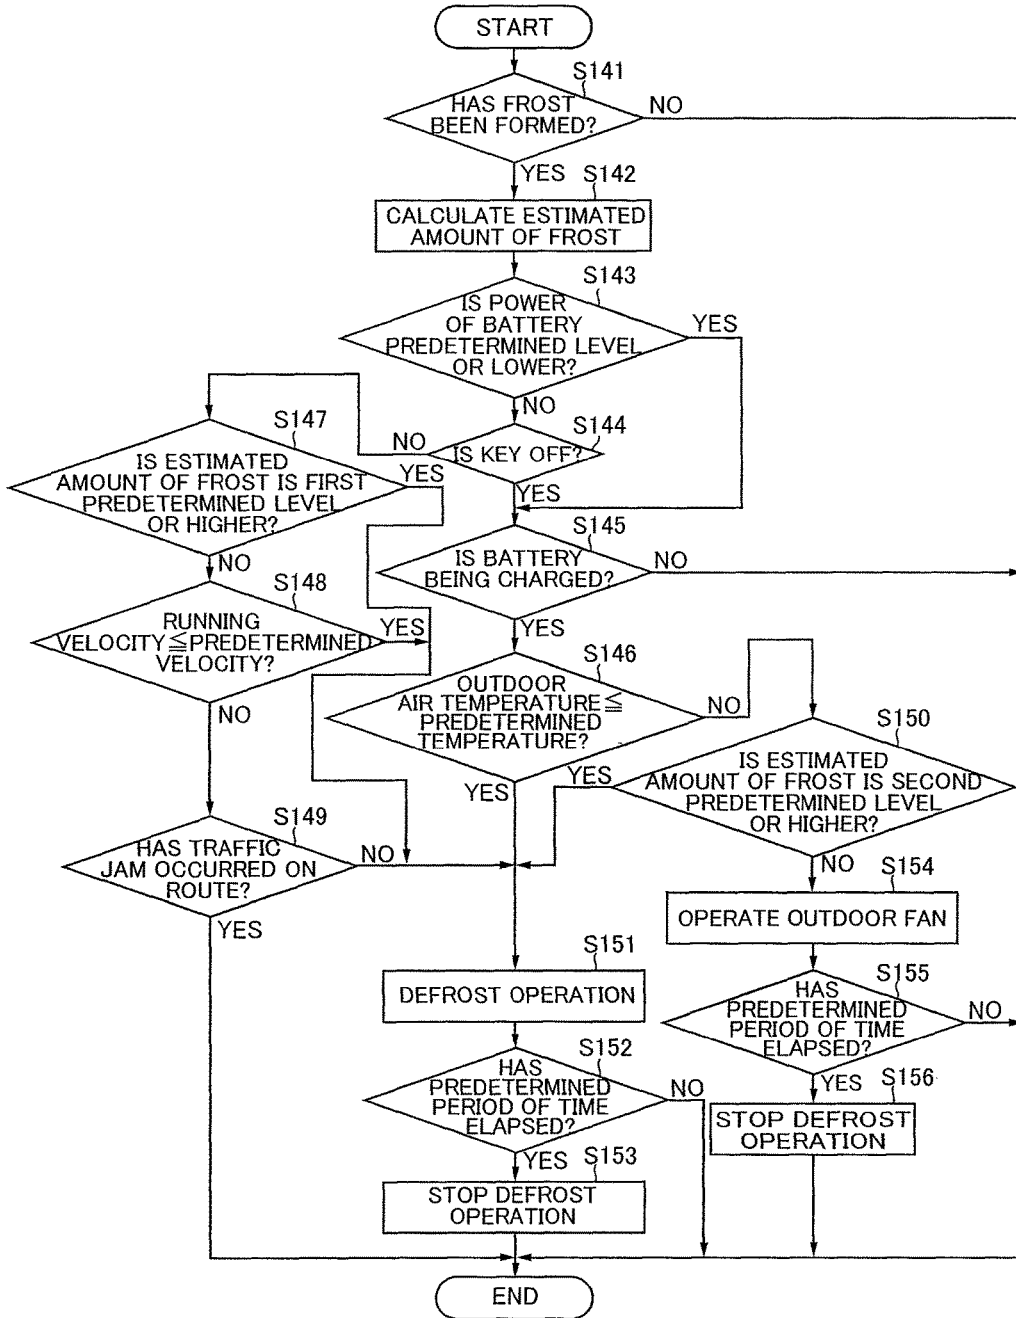 START
S141
HAS FROST
BEEN FORMED?
NO
YES
S142
CALCULATE ESTIMATED
AMOUNT OF FROST
S143
IS POWER
OF BATTERY
PREDETERMINED LEVEL
OR LOWER?
YES
NO
S144
IS KEY OFF?
NO
YES
S147
IS ESTIMATED
AMOUNT OF FROST IS FIRST
PREDETERMINED LEVEL
OR HIGHER?
YES
NO
S145
IS BATTERY
BEING CHARGED?
NO
YES
S148
RUNNING
VELOCITY≦PREDETERMINED
VELOCITY?
YES
NO
S146
OUTDOOR
AIR TEMPERATURE≦
PREDETERMINED
TEMPERATURE?
NO
YES
S150
IS ESTIMATED
AMOUNT OF FROST IS SECOND
PREDETERMINED LEVEL
OR HIGHER?
YES
NO
S149
HAS TRAFFIC
JAM OCCURRED ON
ROUTE?
NO
YES
S154
OPERATE OUTDOOR FAN
S151
DEFROST OPERATION
S155
HAS
PREDETERMINED
PERIOD OF TIME
ELAPSED?
NO
YES
S152
HAS
PREDETERMINED
PERIOD OF TIME
ELAPSED?
NO
YES
S156
STOP DEFROST
OPERATION
S153
STOP DEFROST
OPERATION
END